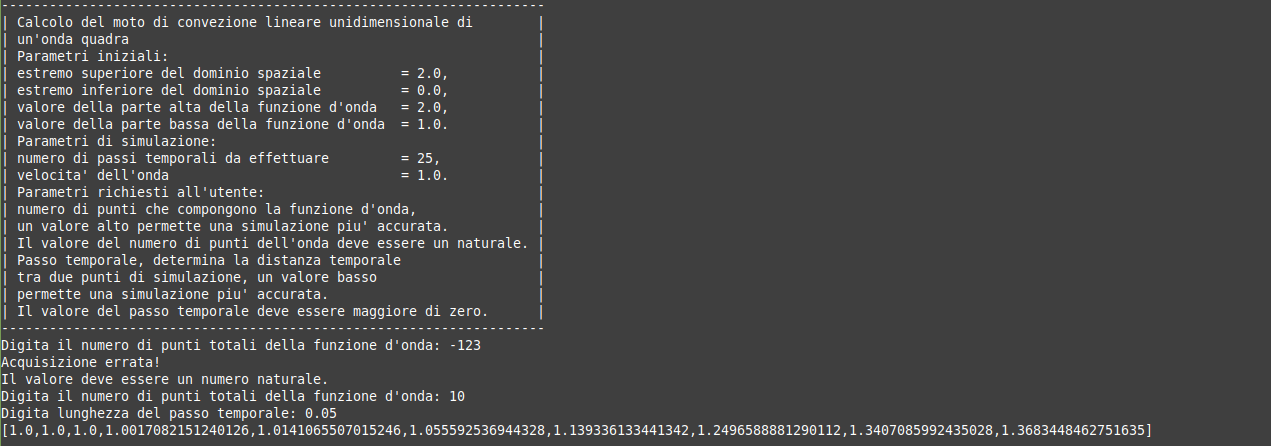 --------------------------------------------------------------------
| Calcolo del moto di convezione lineare unidimensionale di        |
| un'onda quadra                                                   |
| Parametri iniziali:                                              |
| estremo superiore del dominio spaziale          = 2.0,           |
| estremo inferiore del dominio spaziale          = 0.0,           |
| valore della parte alta della funzione d'onda   = 2.0,           |
| valore della parte bassa della funzione d'onda  = 1.0.           |
| Parametri di simulazione:                                        |
| numero di passi temporali da effettuare         = 25,            |
| velocita' dell'onda                             = 1.0.           |
| Parametri richiesti all'utente:                                  |
| numero di punti che compongono la funzione d'onda,               |
| un valore alto permette una simulazione piu' accurata.           |
| Il valore del numero di punti dell'onda deve essere un naturale. |
| Passo temporale, determina la distanza temporale                 |
| tra due punti di simulazione, un valore basso                    |
| permette una simulazione piu' accurata.                          |
| Il valore del passo temporale deve essere maggiore di zero.      |
--------------------------------------------------------------------
Digita il numero di punti totali della funzione d'onda: -123
Acquisizione errata!
Il valore deve essere un numero naturale.
Digita il numero di punti totali della funzione d'onda: 10
Digita lunghezza del passo temporale: 0.05
[1.0,1.0,1.0,1.0017082151240126,1.0141065507015246,1.055592536944328,1.139336133441342,1.2496588881290112,1.3407085992435028,1.3683448462751635]